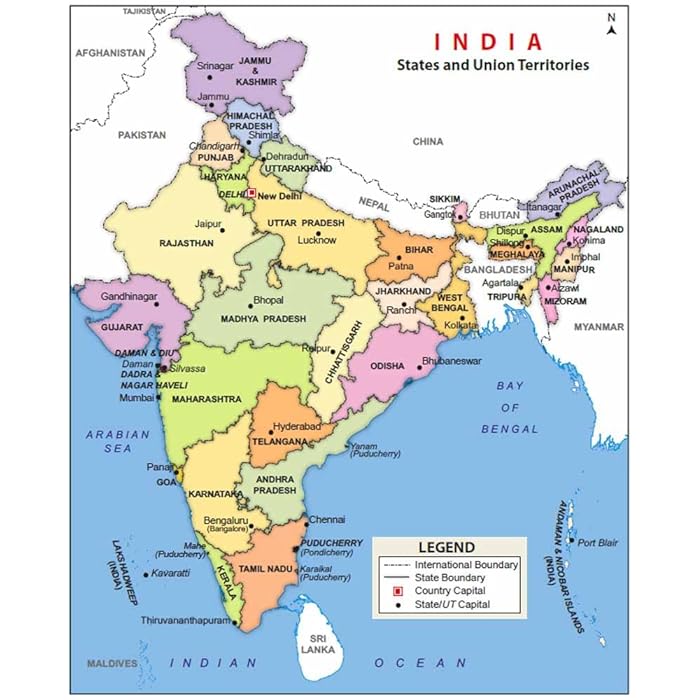 TAJIKISTAN
AFGHANISTAN
N
INDIA
States and Union Territories
Srinagar
JAMMU
&
KASHMIR
Jammu
PAKISTAN
CHINA
HIMACHAL
PRADESH
Shimla
Chandigarh
PUNJAB
Dehradun
UTTARAKHAND
HARYANA
DELHI
New Delhi
NEPAL
SIKKIM
Gangtok
BHUTAN
ARUNACHAL
PRADESH
Itanagar
Jaipur
RAJASTHAN
UTTAR PRADESH
Lucknow
Dispur
ASSAM
NAGALAND
Kohima
Shillong
MEGHALAYA
BIHAR
Patna
Imphal
MANIPUR
BANGLADESH
Agartala
TRIPURA
Aizawl
MIZORAM
Gandhinagar
GUJARAT
Bhopal
MADHYA PRADESH
JHARKHAND
Ranchi
WEST
BENGAL
Kolkata
MYANMAR
DAMAN & DIU
Daman
DADRA &
NAGAR HAVELI
Silvassa
Mumbai
MAHARASHTRA
Raipur
CHHATTISGARH
ODISHA
Bhubaneswar
BAY
OF
BENGAL
ARABIAN
SEA
Hyderabad
TELANGANA
Yanam
(Puducherry)
Panaji
GOA
KARNATAKA
ANDHRA
PRADESH
Bengaluru
(Bangalore)
Chennai
Mahe
(Puducherry)
PUDUCHERRY
(Pondicherry)
Karaikal
(Puducherry)
TAMIL NADU
KERALA
LAKSHADWEEP
(INDIA)
Kavaratti
Thiruvananthapuram
ANDAMAN & NICOBAR ISLANDS
(INDIA)
Port Blair
LEGEND
International Boundary
State Boundary
Country Capital
State/UT Capital
SRI
LANKA
MALDIVES
INDIAN OCEAN